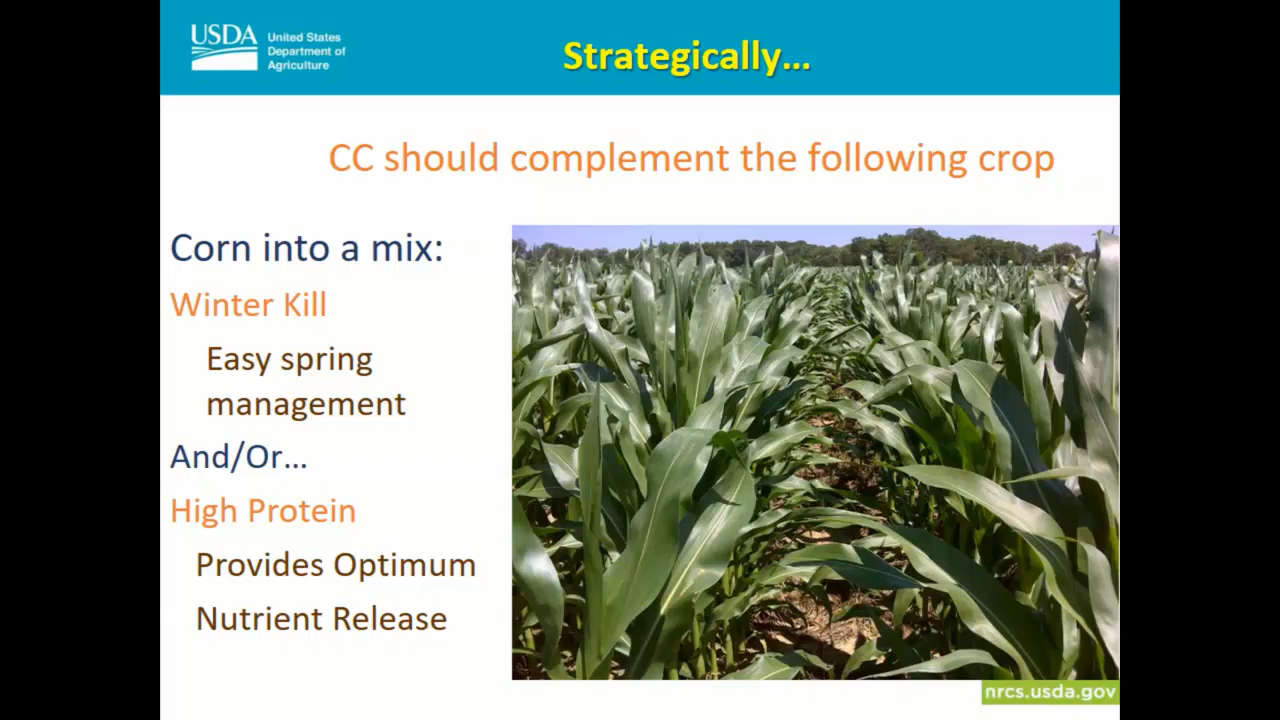 USDA
United States
Department of
Agriculture
Strategically...
CC should complement the following crop
Corn into a mix:
Winter Kill
Easy spring
management
And/Or...
High Protein
Provides Optimum
Nutrient Release
nrcs.usda.gov